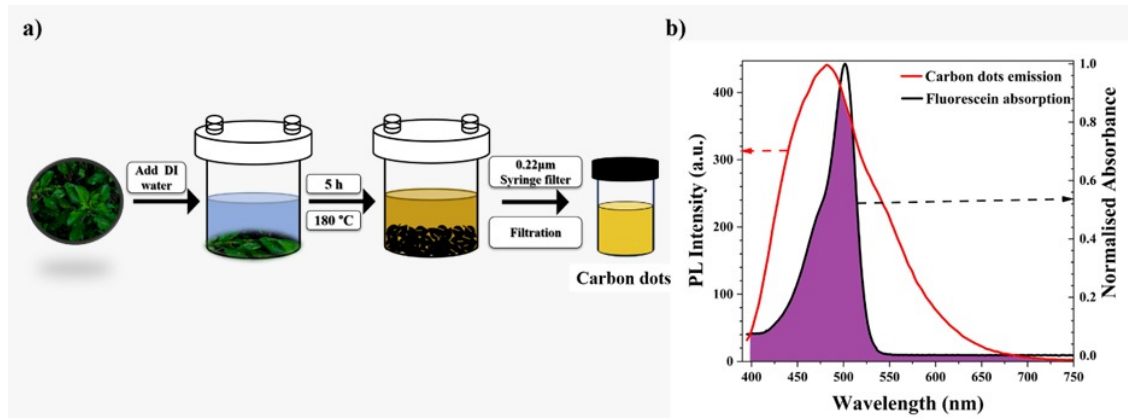 a)
Add DI
water
5 h
180 °C
0.22µm
Syringe filter
Filtration
Carbon dots
b)
Carbon dots emission
Fluorescein absorption
PL Intensity (a.u.)
400
300
200
100
0
Normalised Absorbance
1.0
0.8
0.6
0.4
0.2
0.0
400 450 500 550 600 650 700 750
Wavelength (nm)